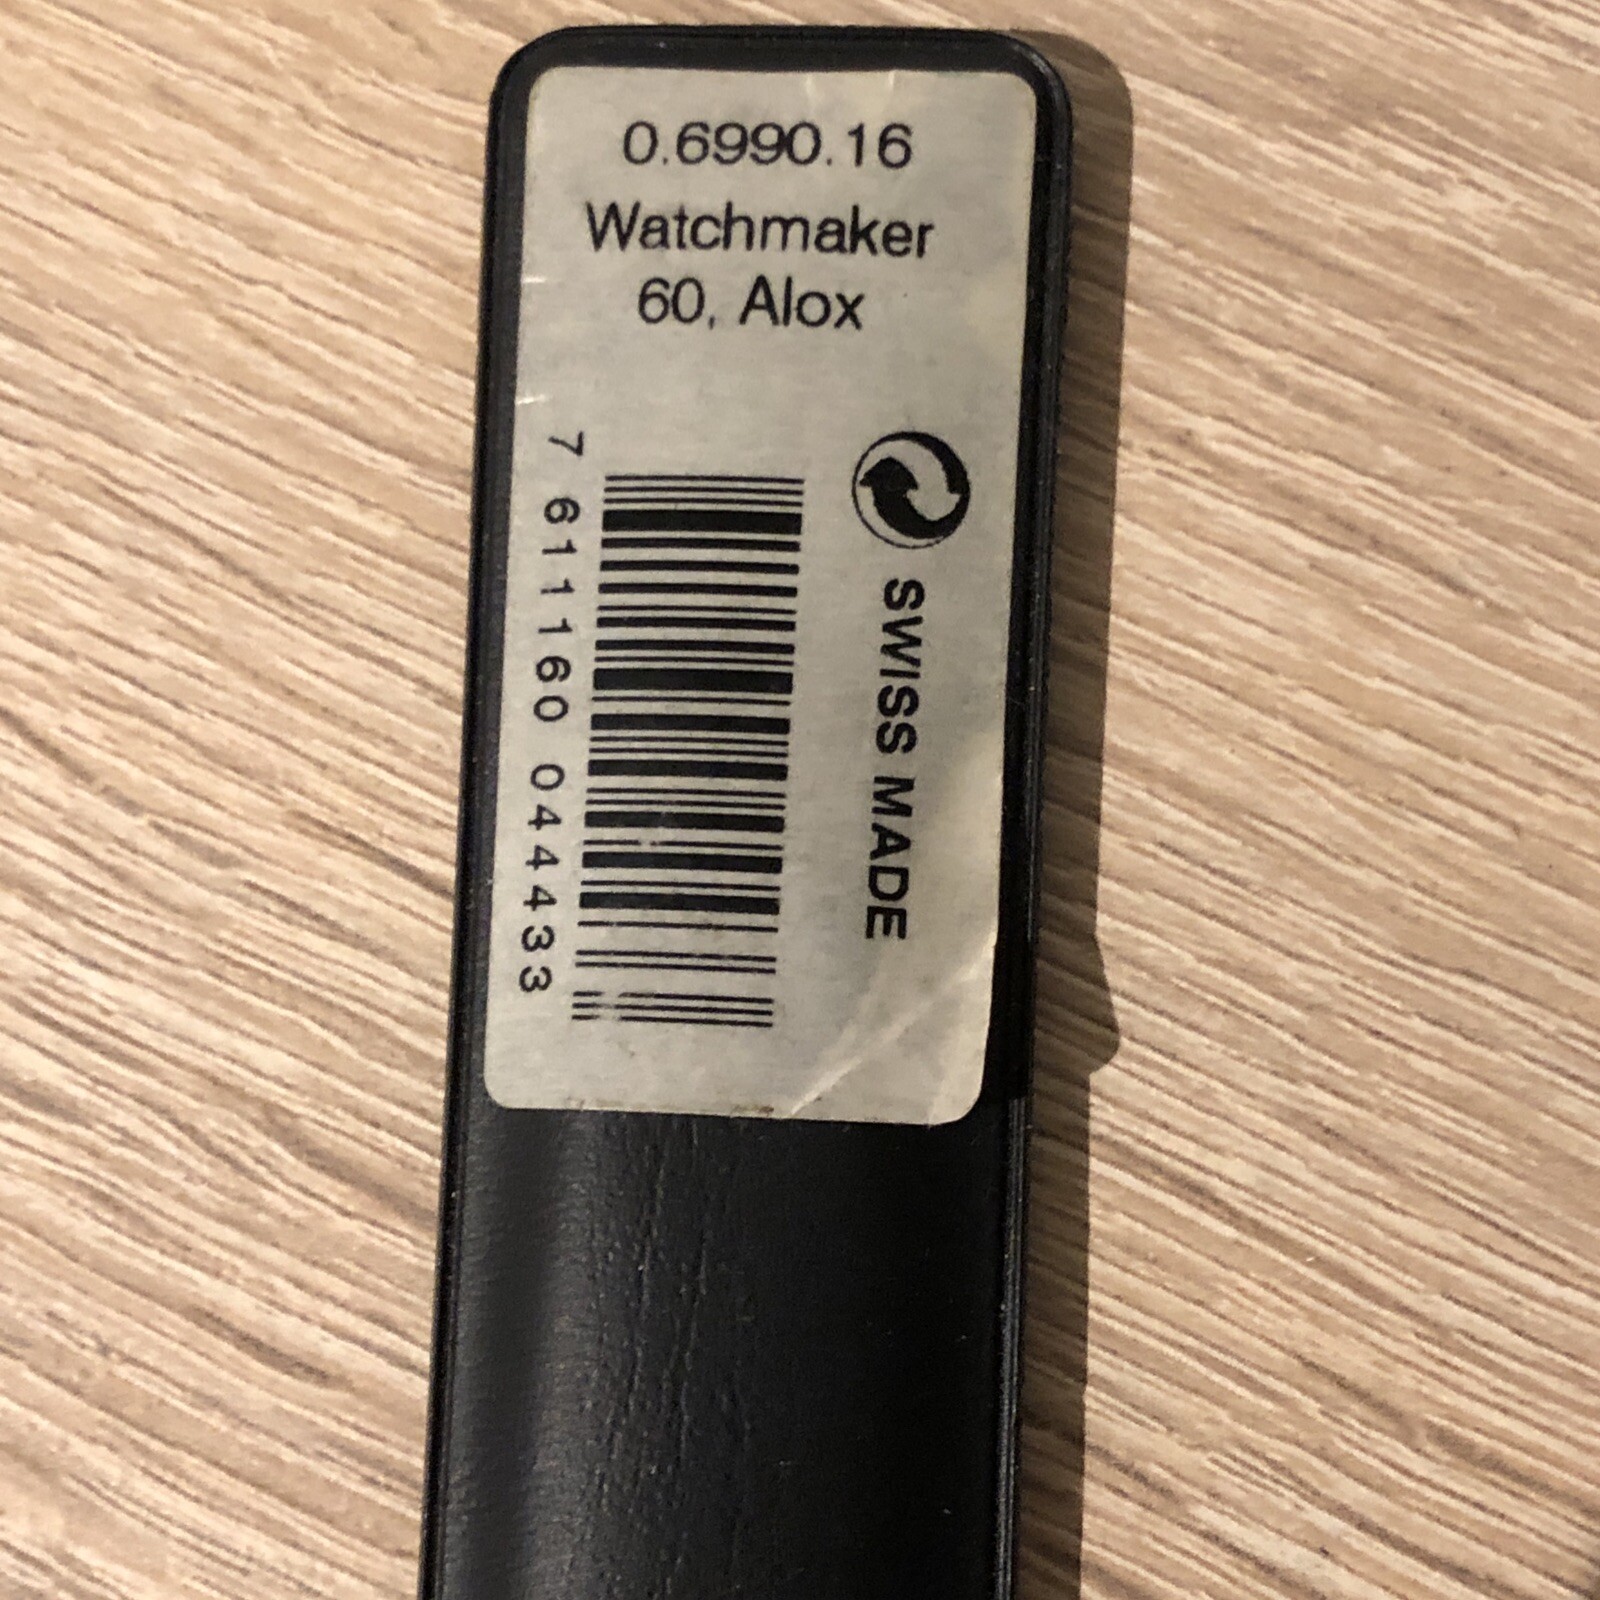 0.6990.16
Watchmaker
60, Alox
SWISS MADE
7 611160 044433